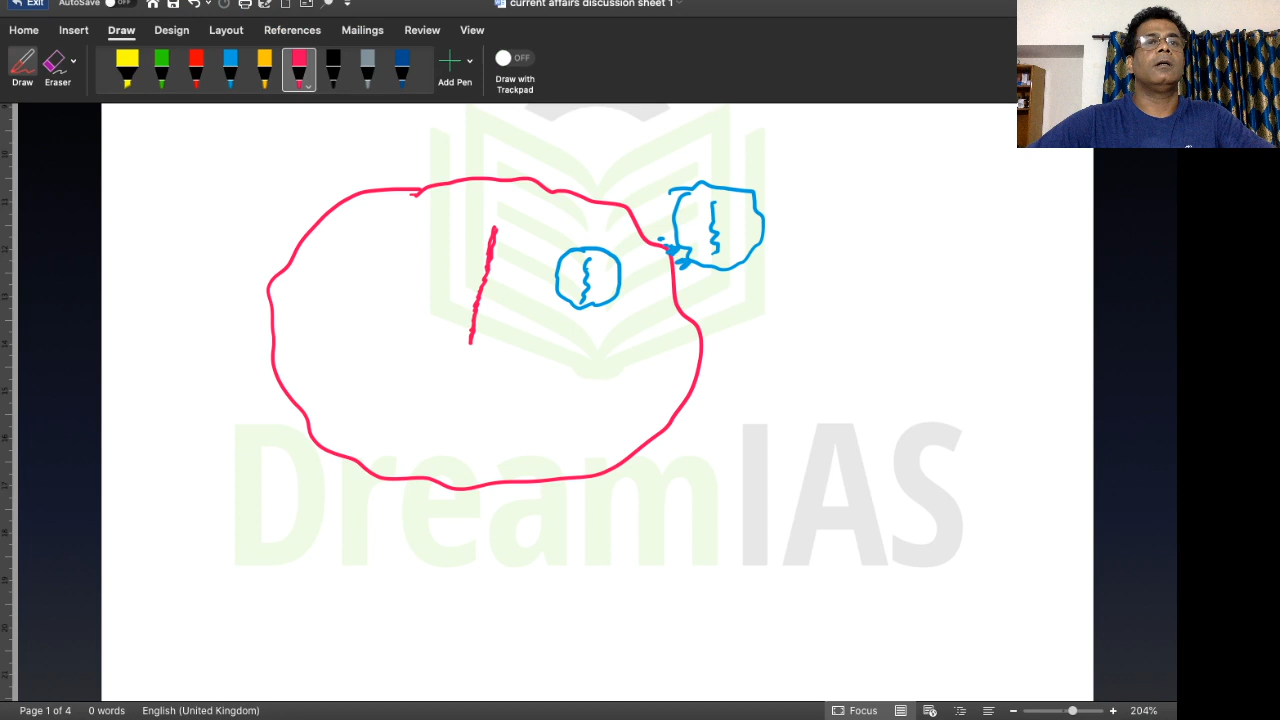 Exit
AutoSave
OFF
current affairs discussion sheet 1
Home Insert Draw Design Layout References Mailings Review View
Draw
Eraser
Add Pen
OFF
Draw with
Trackpad
DreamIAS
Page 1 of 4 0 words English (United Kingdom) Focus 204%